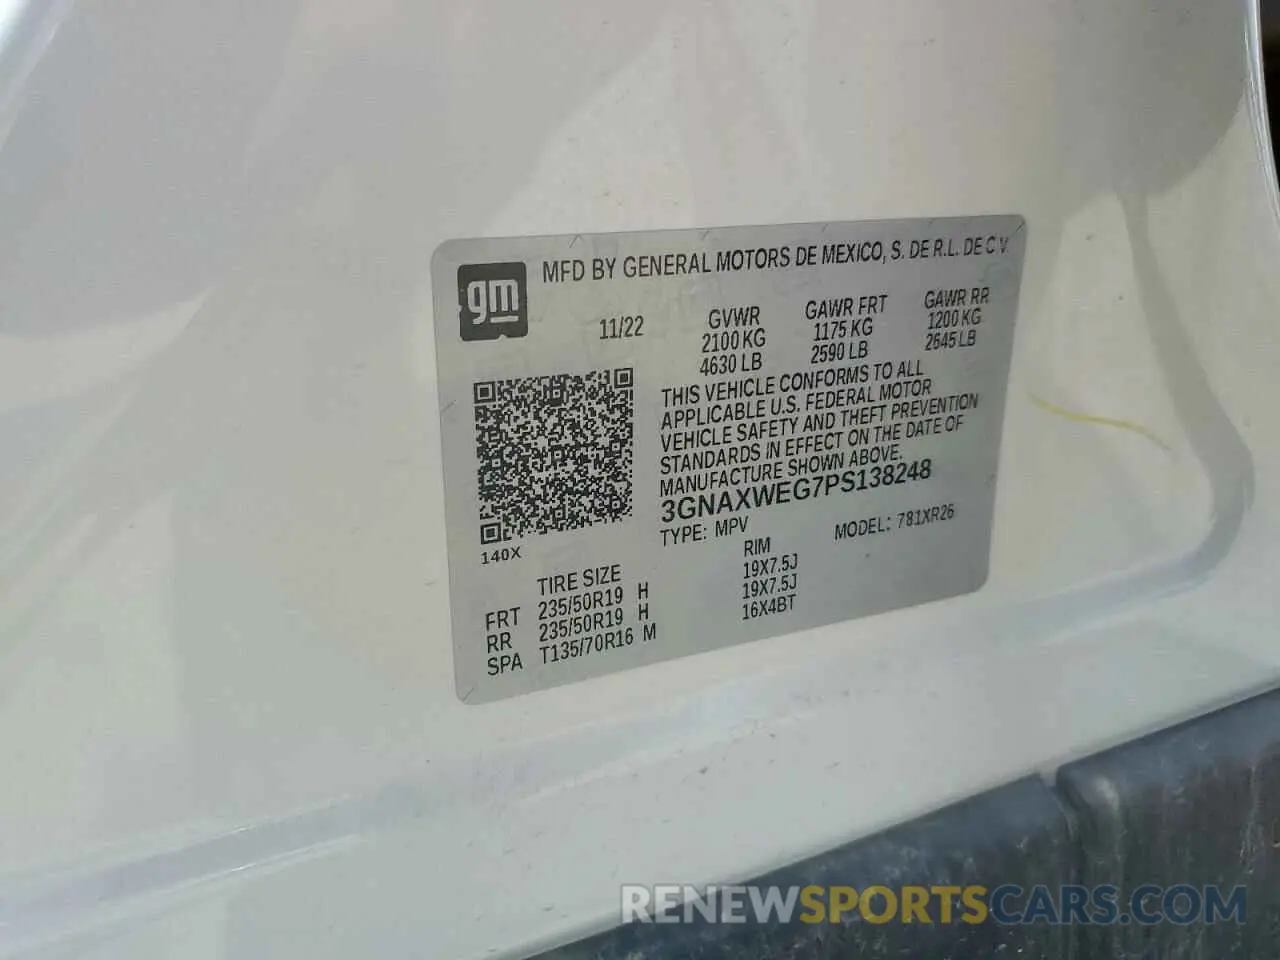 gm
MFD BY GENERAL MOTORS DE MEXICO, S. DE R.L. DE C.V.
11/22
GVWR GAWR FRT GAWR RR
2100 KG 1175 KG 1200 KG
4630 LB 2590 LB 2645 LB
THIS VEHICLE CONFORMS TO ALL
APPLICABLE U.S. FEDERAL MOTOR
VEHICLE SAFETY AND THEFT PREVENTION
STANDARDS IN EFFECT ON THE DATE OF
MANUFACTURE SHOWN ABOVE.
3GNAXWEG7PS138248
TYPE: MPV MODEL: 781XR26
140X
TIRE SIZE RIM
FRT 235/50R19 H 19X7.5J
RR 235/50R19 H 19X7.5J
SPA T135/70R16 M 16X4BT
RENEWSPORTSCARS.COM